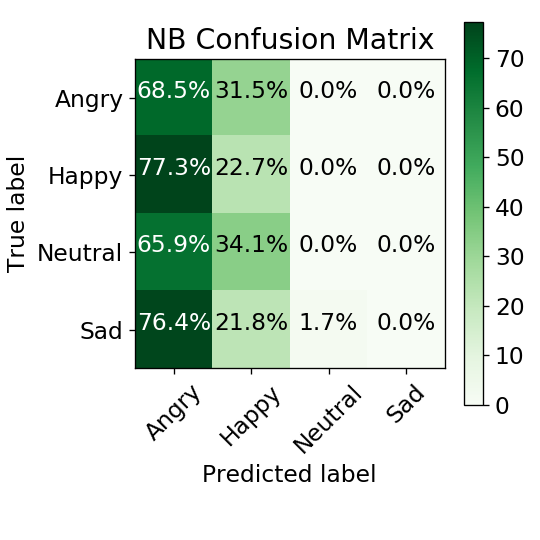 NB Confusion Matrix
True label
Angry 68.5% 31.5% 0.0% 0.0%
Happy 77.3% 22.7% 0.0% 0.0%
Neutral 65.9% 34.1% 0.0% 0.0%
Sad 76.4% 21.8% 1.7% 0.0%
Angry Happy Neutral Sad
Predicted label
70
60
50
40
30
20
10
0